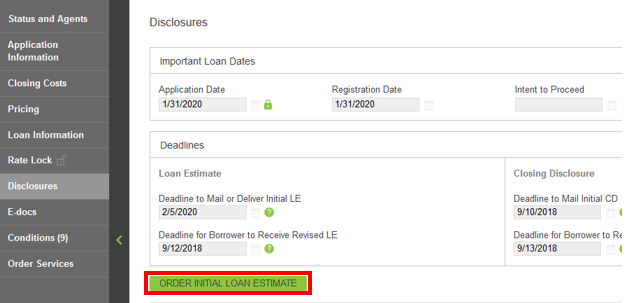 Status and Agents
Application
Information
Closing Costs
Pricing
Loan Information
Rate Lock
Disclosures
E-docs
Conditions (9)
Order Services
Disclosures
Important Loan Dates
Application Date
Registration Date
Intent to Proceed
1/31/2020
1/31/2020
Deadlines
Loan Estimate
Closing Disclosure
Deadline to Mail or Deliver Initial LE
Deadline to Mail Initial CD
2/5/2020
9/10/2018
Deadline for Borrower to Receive Revised LE
Deadline for Borrower to Re
9/12/2018
9/13/2018
ORDER INITIAL LOAN ESTIMATE